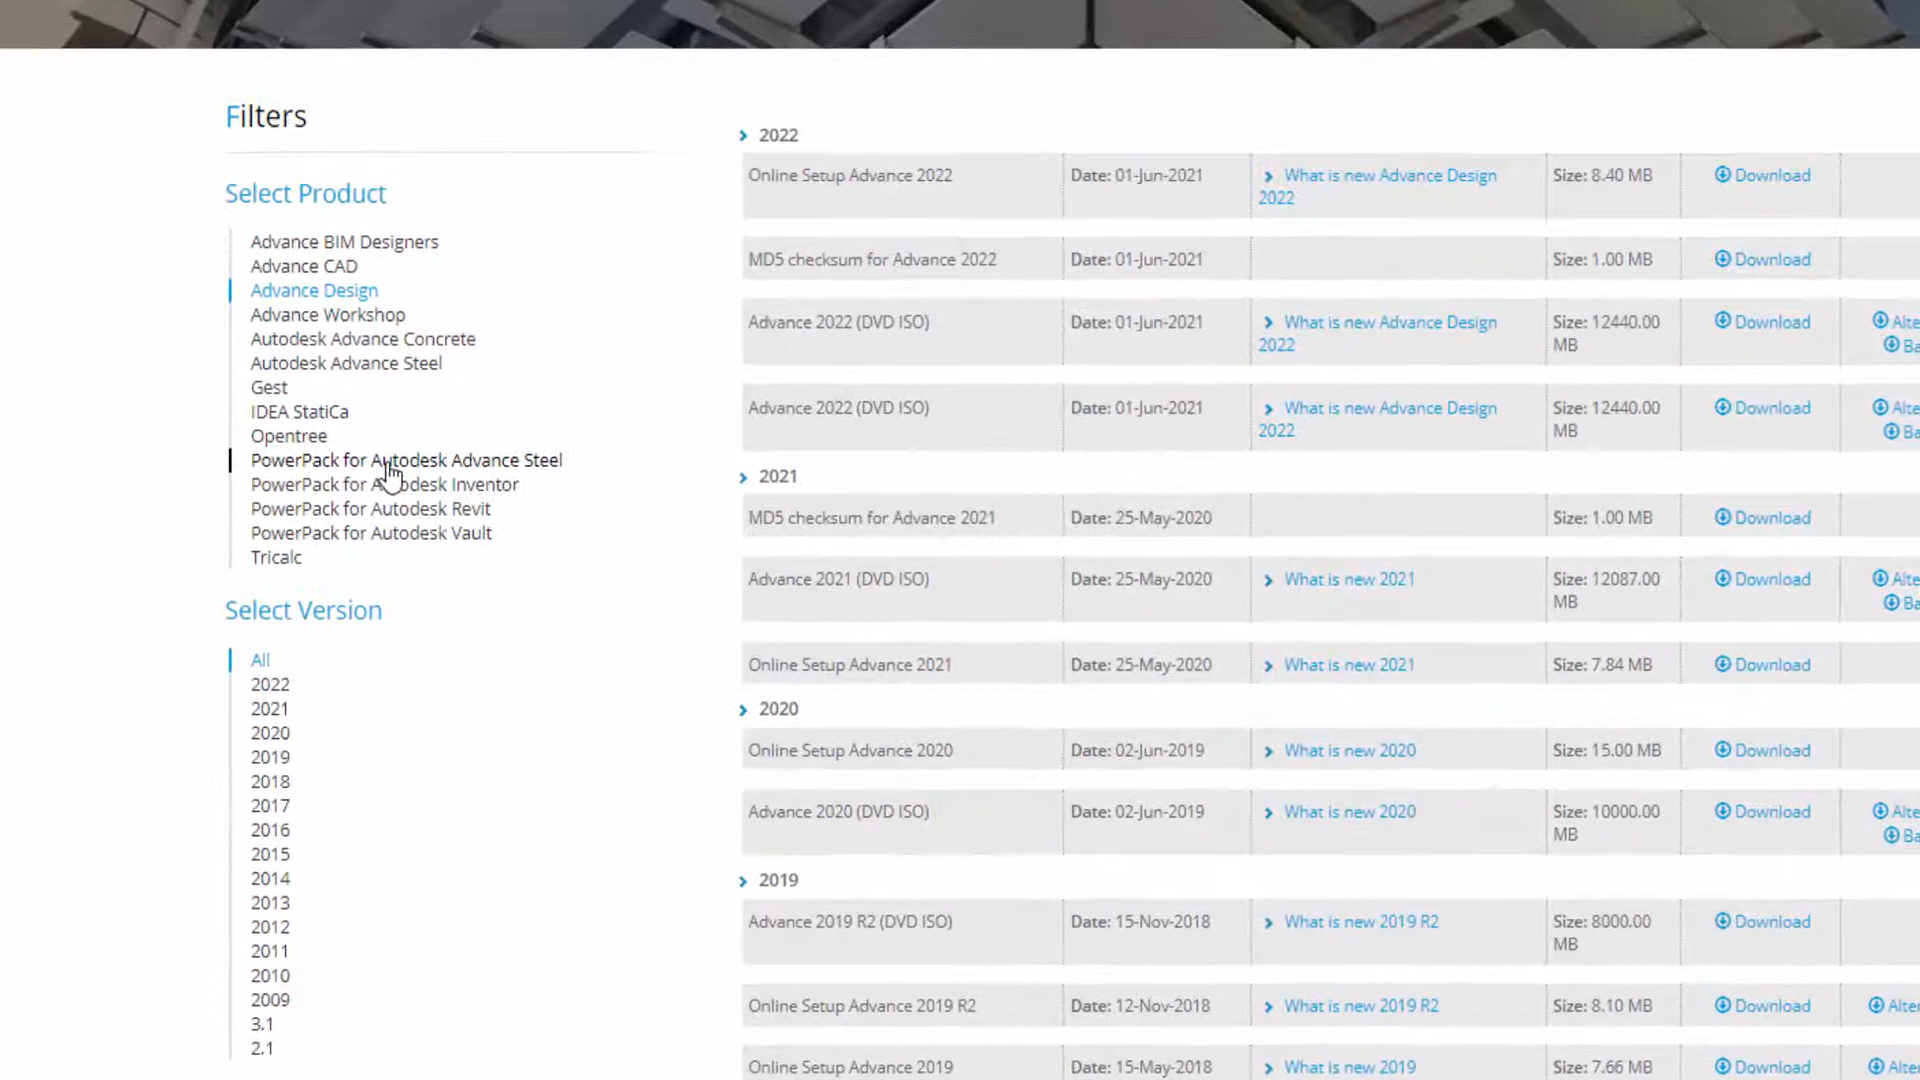 Filters
Select Product
Advance BIM Designers
Advance CAD
Advance Design
Advance Workshop
Autodesk Advance Concrete
Autodesk Advance Steel
Gest
IDEA StatiCa
Opentree
PowerPack for Autodesk Advance Steel
PowerPack for Autodesk Inventor
PowerPack for Autodesk Revit
PowerPack for Autodesk Vault
Tricalc
Select Version
All
2022
2021
2020
2019
2018
2017
2016
2015
2014
2013
2012
2011
2010
2009
3.1
2.1
2022
Online Setup Advance 2022 Date: 01-Jun-2021 What is new Advance Design Size: 8.40 MB Download
2022
MD5 checksum for Advance 2022 Date: 01-Jun-2021 Size: 1.00 MB Download
Advance 2022 (DVD ISO) Date: 01-Jun-2021 What is new Advance Design Size: 12440.00 Download Alte
2022 MB Ba
Advance 2022 (DVD ISO) Date: 01-Jun-2021 What is new Advance Design Size: 12440.00 Download Alte
2022 MB Ba
2021
MD5 checksum for Advance 2021 Date: 25-May-2020 Size: 1.00 MB Download
Advance 2021 (DVD ISO) Date: 25-May-2020 What is new 2021 Size: 12087.00 Download Alte
MB Ba
Online Setup Advance 2021 Date: 25-May-2020 What is new 2021 Size: 7.84 MB Download
2020
Online Setup Advance 2020 Date: 02-Jun-2019 What is new 2020 Size: 15.00 MB Download
Advance 2020 (DVD ISO) Date: 02-Jun-2019 What is new 2020 Size: 10000.00 Download Alte
MB Ba
2019
Advance 2019 R2 (DVD ISO) Date: 15-Nov-2018 What is new 2019 R2 Size: 8000.00 Download
MB
Online Setup Advance 2019 R2 Date: 12-Nov-2018 What is new 2019 R2 Size: 8.10 MB Download Alte
Online Setup Advance 2019 Date: 15-May-2018 What is new 2019 Size: 7.66 MB Download Alte